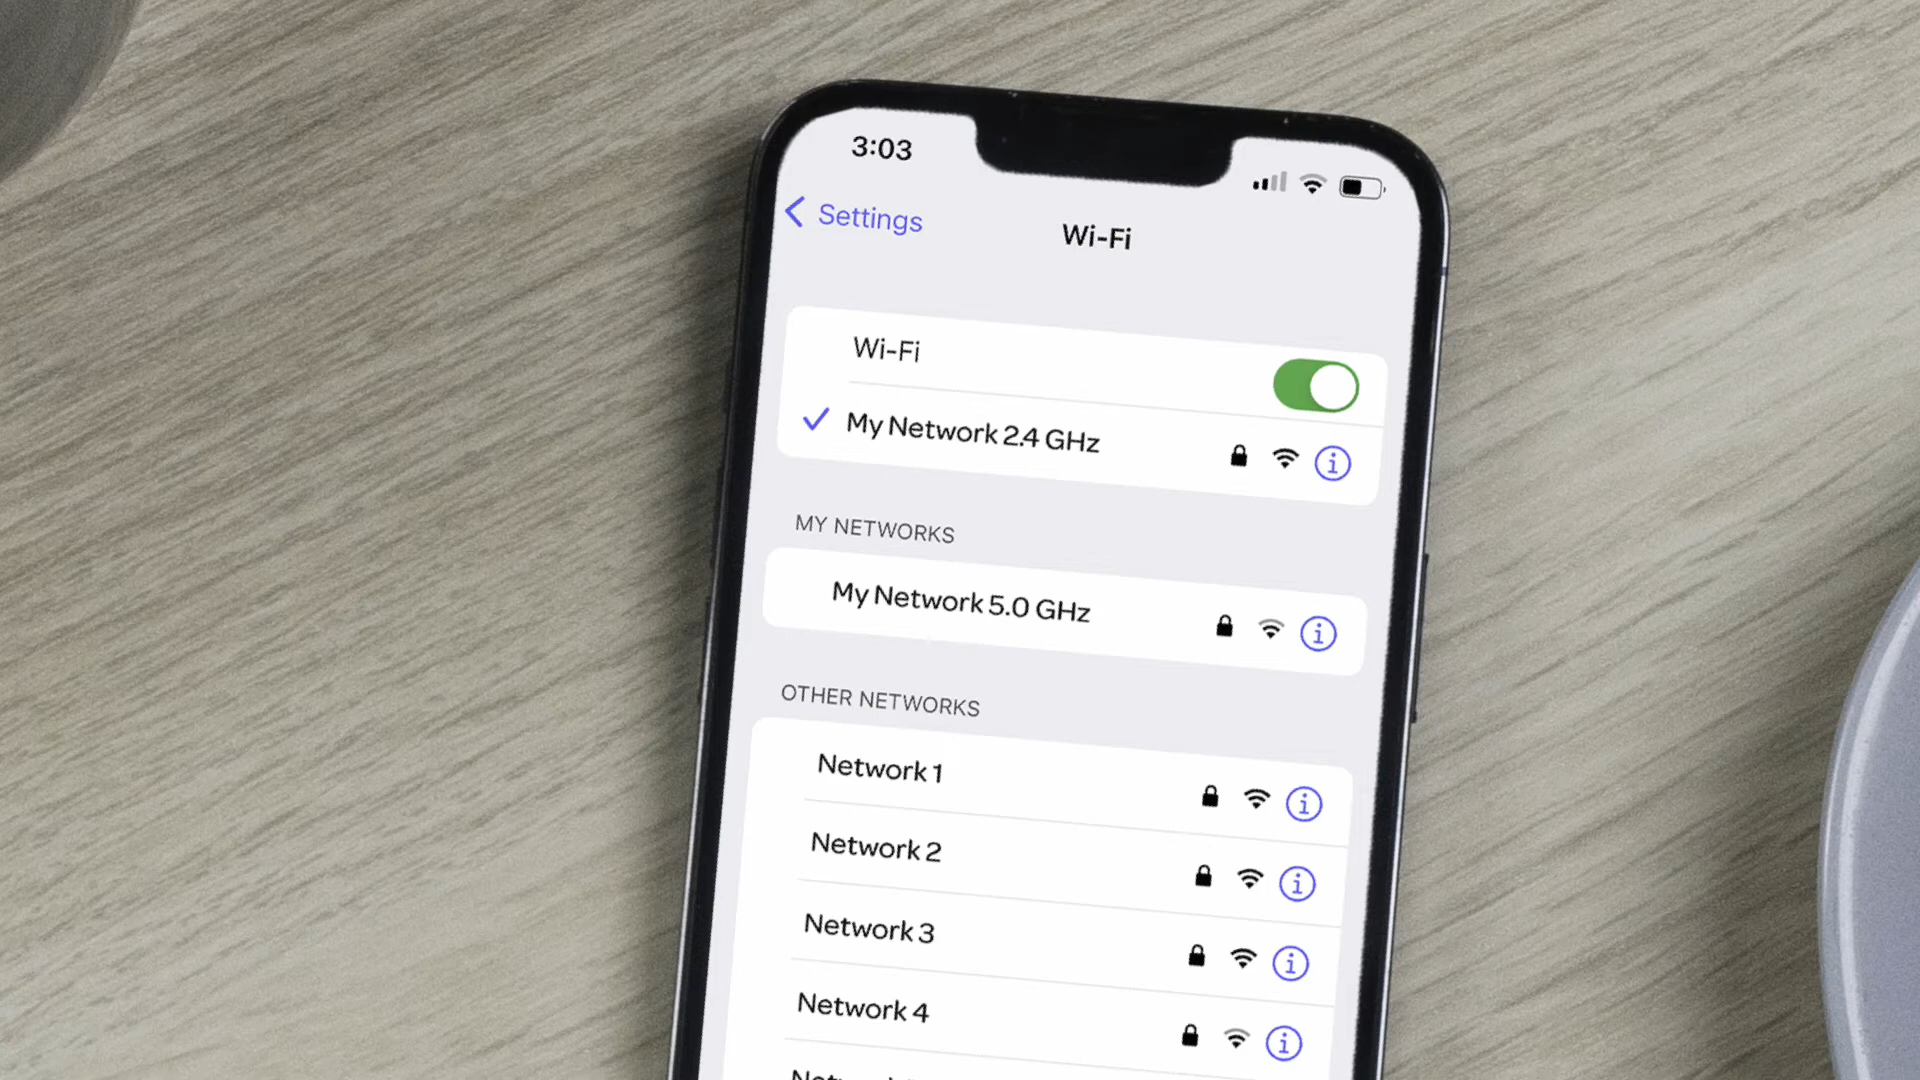 3:03
Settings
Wi-Fi
Wi-Fi
My Network 2.4 GHz
MY NETWORKS
My Network 5.0 GHz
OTHER NETWORKS
Network 1
Network 2
Network 3
Network 4